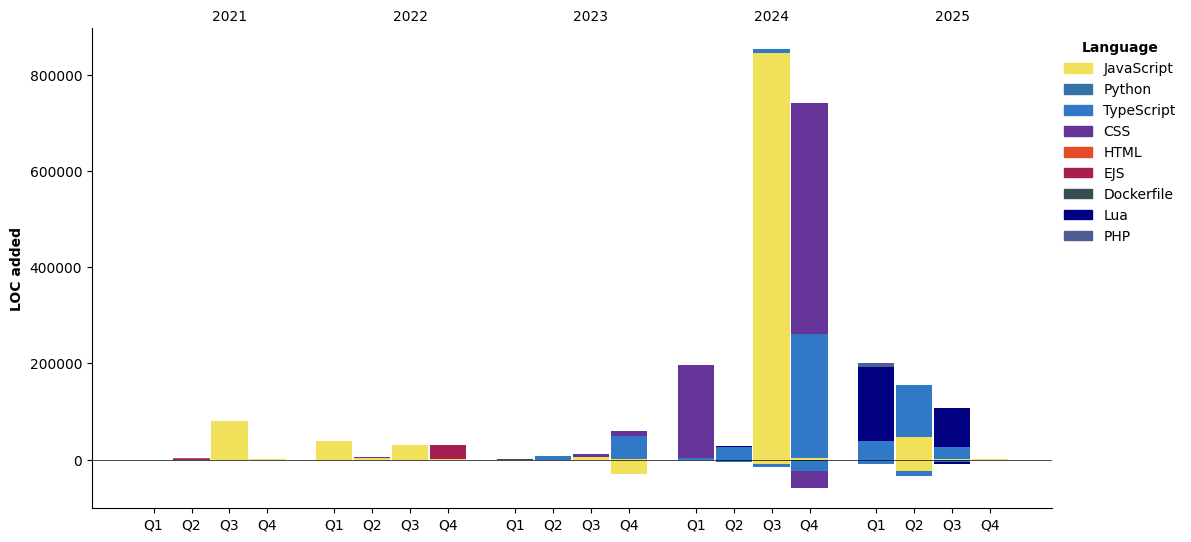 2021 2022 2023 2024 2025
Language
JavaScript
Python
TypeScript
CSS
HTML
EJS
Dockerfile
Lua
PHP
LOC added
800000
600000
400000
200000
0
Q1 Q2 Q3 Q4 Q1 Q2 Q3 Q4 Q1 Q2 Q3 Q4 Q1 Q2 Q3 Q4 Q1 Q2 Q3 Q4